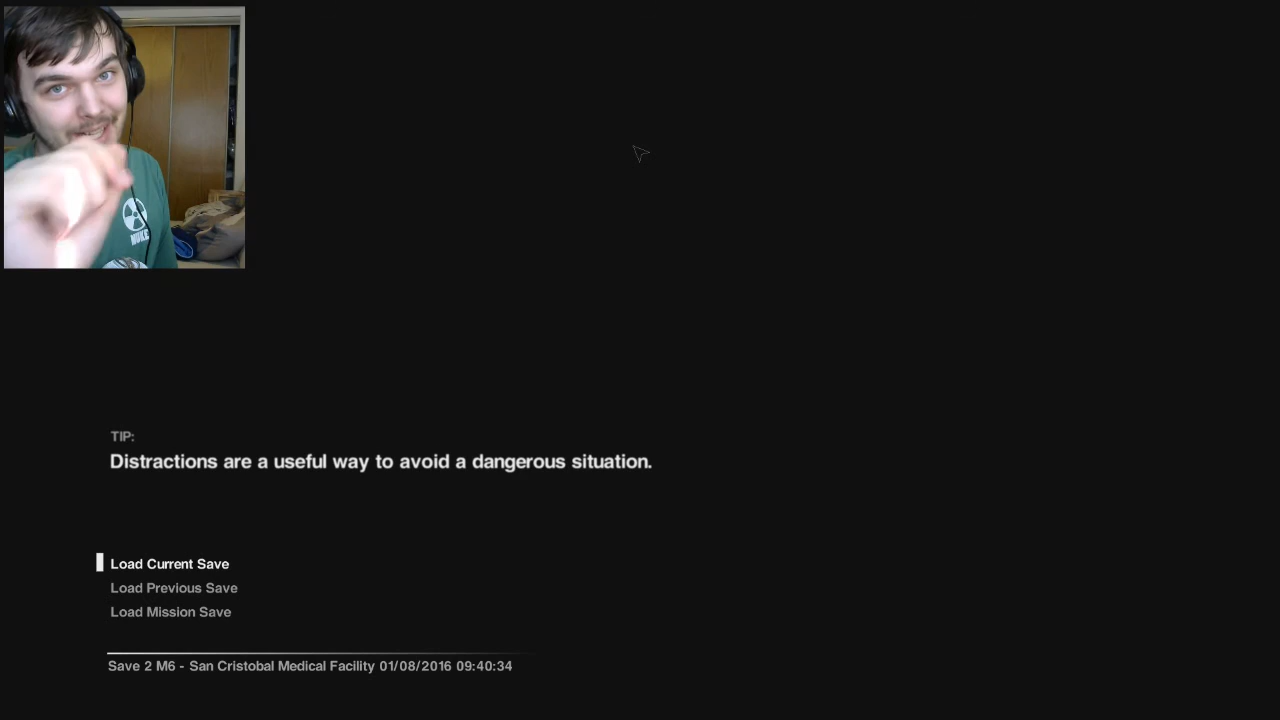 NUKE
TIP:
Distractions are a useful way to avoid a dangerous situation.
Load Current Save
Load Previous Save
Load Mission Save
Save 2 M6 - San Cristobal Medical Facility 01/08/2016 09:40:34